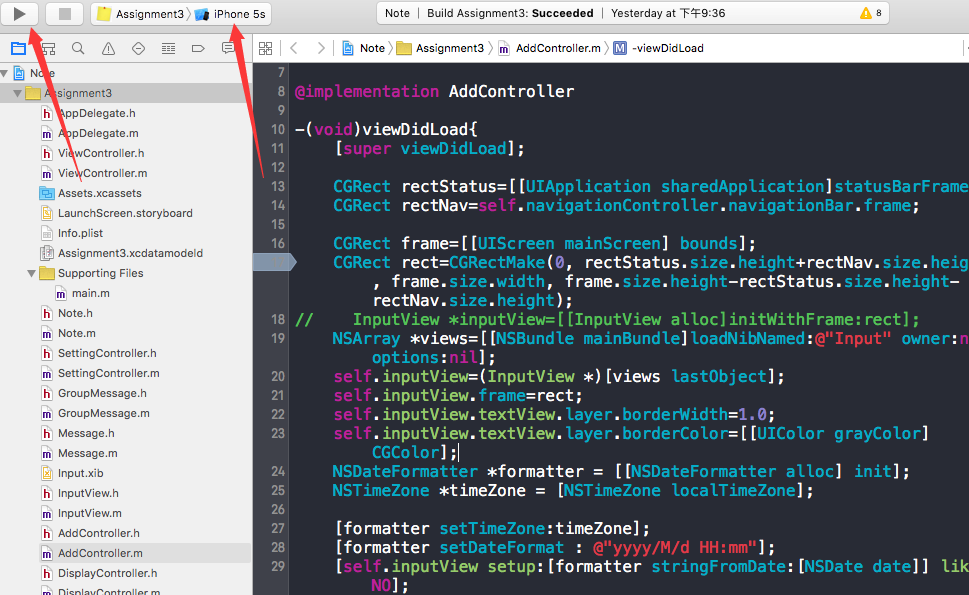 Assignment3 〉 iPhone 5s
Note | Build Assignment3: Succeeded | Yesterday at 下午9:36
8
Note 〉 Assignment3 〉 AddController.m 〉 M -viewDidLoad
Note
Assignment3
AppDelegate.h
AppDelegate.m
ViewController.h
ViewController.m
Assets.xcassets
LaunchScreen.storyboard
Info.plist
Assignment3.xcdatamodeld
Supporting Files
main.m
Note.h
Note.m
SettingController.h
SettingController.m
GroupMessage.h
GroupMessage.m
Message.h
Message.m
Input.xib
InputView.h
InputView.m
AddController.h
AddController.m
DisplayController.h
DisplayController.m
7
8 @implementation AddController
9
10 -(void)viewDidLoad{
11 [super viewDidLoad];
12
13 CGRect rectStatus=[[UIApplication sharedApplication]statusBarFrame
14 CGRect rectNav=self.navigationController.navigationBar.frame;
15
16 CGRect frame=[[UIScreen mainScreen] bounds];
CGRect rect=CGRectMake(0, rectStatus.size.height+rectNav.size.heig
, frame.size.width, frame.size.height-rectStatus.size.height-
rectNav.size.height);
18 // InputView *inputView=[[InputView alloc]initWithFrame:rect];
19 NSArray *views=[[NSBundle mainBundle]loadNibNamed:@"Input" owner:n
options:nil];
20 self.inputView=(InputView *)[views lastObject];
21 self.inputView.frame=rect;
22 self.inputView.textView.layer.borderWidth=1.0;
23 self.inputView.textView.layer.borderColor=[[UIColor grayColor]
CGColor];
24 NSDateFormatter *formatter = [[NSDateFormatter alloc] init];
25 NSTimeZone *timeZone = [NSTimeZone localTimeZone];
26
27 [formatter setTimeZone:timeZone];
28 [formatter setDateFormat : @"yyyy/M/d HH:mm"];
29 [self.inputView setup:[formatter stringFromDate:[NSDate date]] lik
NO];